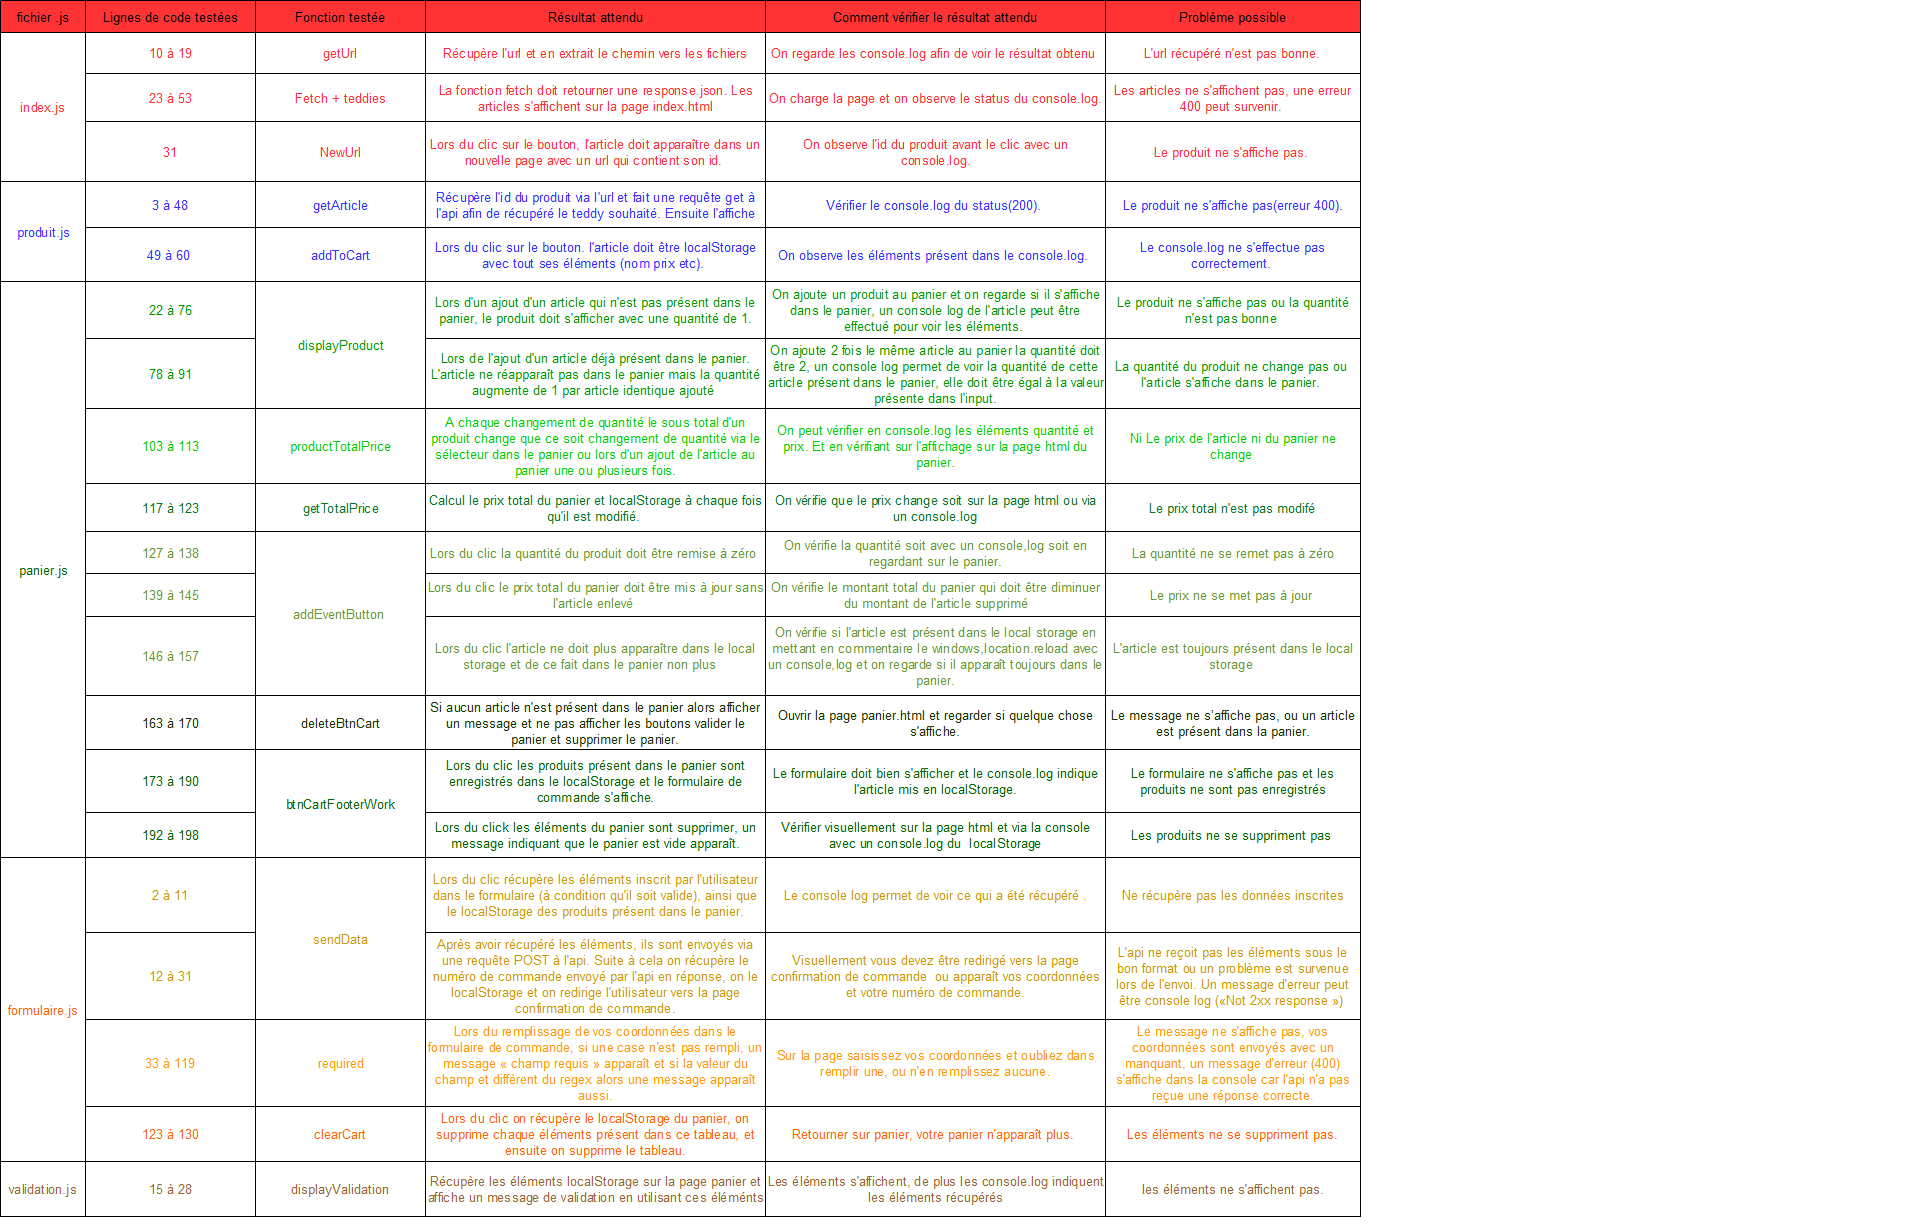 fichier .js
Lignes de code testées
Fonction testée
Résultat attendu
Comment vérifier le résultat attendu
Problème possible
index.js
10 à 19
getUrl
Récupère l'url et en extrait le chemin vers les fichiers
On regarde les console.log afin de voir le résultat obtenu
L'url récupéré n'est pas bonne.
23 à 53
Fetch + teddies
La fonction fetch doit retourner une response.json. Les
articles s'affichent sur la page index.html
On charge la page et on observe le status du console.log.
Les articles ne s'affichent pas, une erreur
400 peut survenir.
31
NewUrl
Lors du clic sur le bouton, l'article doit apparaître dans un
nouvelle page avec un url qui contient son id.
On observe l'id du produit avant le clic avec un
console.log.
Le produit ne s'affiche pas.
produit.js
3 à 48
getArticle
Récupère l'id du produit via l'url et fait une requête get à
l'api afin de récupéré le teddy souhaité. Ensuite l'affiche
Vérifier le console.log du status(200).
Le produit ne s'affiche pas(erreur 400).
49 à 60
addToCart
Lors du clic sur le bouton. l'article doit être localStorage
avec tout ses éléments (nom prix etc).
On observe les éléments présent dans le console.log.
Le console.log ne s'effectue pas
correctement.
panier.js
22 à 76
displayProduct
Lors d'un ajout d'un article qui n'est pas présent dans le
panier, le produit doit s'afficher avec une quantité de 1.
On ajoute un produit au panier et on regarde si il s'affiche
dans le panier, un console log de l'article peut être
effectué pour voir les éléments.
Le produit ne s'affiche pas ou la quantité
n'est pas bonne
78 à 91
Lors de l'ajout d'un article déjà présent dans le panier.
L'article ne réapparaît pas dans le panier mais la quantité
augmente de 1 par article identique ajouté
On ajoute 2 fois le même article au panier la quantité doit
être 2, un console log permet de voir la quantité de cette
article présent dans le panier, elle doit être égal à la valeur
présente dans l'input.
La quantité du produit ne change pas ou
l'article s'affiche dans le panier.
103 à 113
productTotalPrice
A chaque changement de quantité le sous total d'un
produit change que ce soit changement de quantité via le
sélecteur dans le panier ou lors d'un ajout de l'article au
panier une ou plusieurs fois.
On peut vérifier en console.log les éléments quantité et
prix. Et en vérifiant sur l'affichage sur la page html du
panier.
Ni Le prix de l'article ni du panier ne
change
117 à 123
getTotalPrice
Calcul le prix total du panier et localStorage à chaque fois
qu'il est modifié.
On vérifie que le prix change soit sur la page html ou via
un console.log
Le prix total n'est pas modifié
127 à 138
addEventButton
Lors du clic la quantité du produit doit être remise à zéro
On vérifie la quantité soit avec un console,log soit en
regardant sur le panier.
La quantité ne se remet pas à zéro
139 à 145
Lors du clic le prix total du panier doit être mis à jour sans
l'article enlevé
On vérifie le montant total du panier qui doit être diminuer
du montant de l'article supprimé
Le prix ne se met pas à jour
146 à 157
Lors du clic l'article ne doit plus apparaître dans le local
storage et de ce fait dans le panier non plus
On vérifie si l'article est présent dans le local storage en
mettant en commentaire le windows,location.reload avec
un console,log et on regarde si il apparaît toujours dans le
panier.
L'article est toujours présent dans le local
storage
163 à 170
deleteBtnCart
Si aucun article n'est présent dans le panier alors afficher
un message et ne pas afficher les boutons valider le
panier et supprimer le panier.
Ouvrir la page panier.html et regarder si quelque chose
s'affiche.
Le message ne s'affiche pas, ou un article
est présent dans la panier.
173 à 190
btnCartFooterWork
Lors du clic les produits présent dans le panier sont
enregistrés dans le localStorage et le formulaire de
commande s'affiche.
Le formulaire doit bien s'afficher et le console.log indique
l'article mis en localStorage.
Le formulaire ne s'affiche pas et les
produits ne sont pas enregistrés
192 à 198
Lors du click les éléments du panier sont supprimer, un
message indiquant que le panier est vide apparaît.
Vérifier visuellement sur la page html et via la console
avec un console.log du  localStorage
Les produits ne se suppriment pas
formulaire.js
2 à 11
sendData
Lors du clic récupère les éléments inscrit par l'utilisateur
dans le formulaire (à condition qu'il soit valide), ainsi que
le localStorage des produits présent dans le panier.
Le console log permet de voir ce qui a été récupéré .
Ne récupère pas les données inscrites
12 à 31
Après avoir récupéré les éléments, ils sont envoyés via
une requête POST à l'api. Suite à cela on récupère le
numéro de commande envoyé par l'api en réponse, on le
localStorage et on redirige l'utilisateur vers la page
confirmation de commande.
Visuellement vous devez être redirigé vers la page
confirmation de commande  ou apparaît vos coordonnées
et votre numéro de commande.
L'api ne reçoit pas les éléments sous le
bon format ou un problème est survenue
lors de l'envoi. Un message d'erreur peut
être console log («Not 2xx response »)
33 à 119
required
Lors du remplissage de vos coordonnées dans le
formulaire de commande, si une case n'est pas rempli, un
message « champ requis » apparaît et si la valeur du
champ et différent du regex alors une message apparaît
aussi.
Sur la page saisissez vos coordonnées et oubliez dans
remplir une, ou n'en remplissez aucune.
Le message ne s'affiche pas, vos
coordonnées sont envoyés avec un
manquant, un message d'erreur (400)
s'affiche dans la console car l'api n'a pas
reçue une réponse correcte.
123 à 130
clearCart
Lors du clic on récupère le localStorage du panier, on
supprime chaque éléments présent dans ce tableau, et
ensuite on supprime le tableau.
Retourner sur panier, votre panier n'apparaît plus.
Les éléments ne se suppriment pas.
validation.js
15 à 28
displayValidation
Récupère les éléments localStorage sur la page panier et
affiche un message de validation en utilisant ces éléménts
Les éléments s'affichent, de plus les console.log indiquent
les éléments récupérés
les éléments ne s'affichent pas.